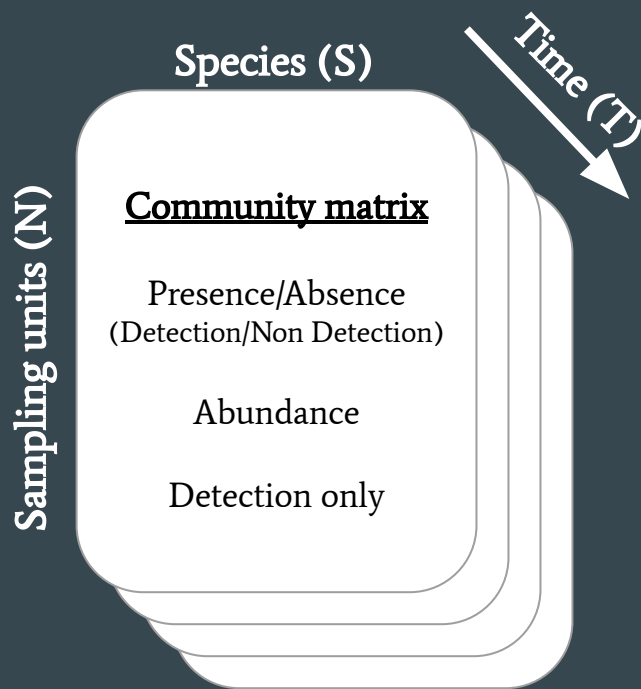 Species (S)
Time (T)
Sampling units (N)
Community matrix
Presence/Absence
(Detection/Non Detection)
Abundance
Detection only